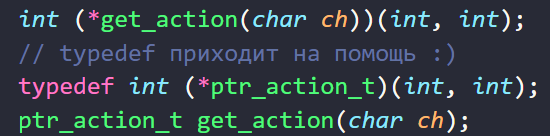 int (*get_action(char ch))(int, int);
// typedef приходит на помощь :)
typedef int (*ptr_action_t)(int, int);
ptr_action_t get_action(char ch);